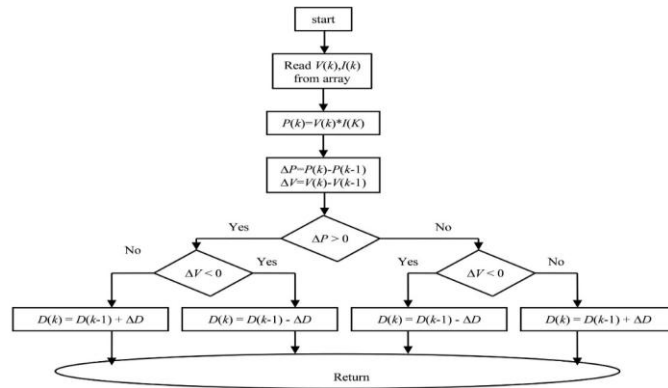 start
Read V(k),I(k)
from array
P(k)=V(k)*I(K)
ΔP=P(k)-P(k-1)
ΔV=V(k)-V(k-1)
Yes
ΔP > 0
No
No
ΔV < 0
Yes
Yes
ΔV < 0
No
D(k) = D(k-1) + ΔD
D(k) = D(k-1) - ΔD
D(k) = D(k-1) - ΔD
D(k) = D(k-1) + ΔD
Return